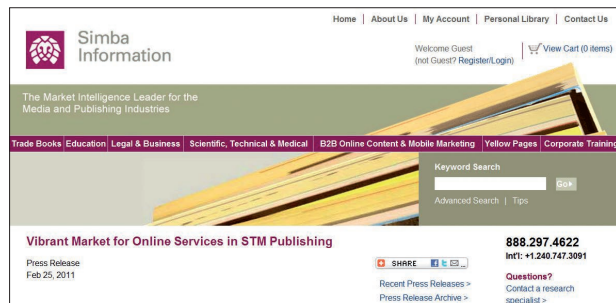 Home | About Us | My Account | Personal Library | Contact Us
Simba
Information
Welcome Guest
(not Guest? Register/Login)
View Cart (0 items)
The Market Intelligence Leader for the
Media and Publishing Industries
Trade Books Education Legal & Business Scientific, Technical & Medical B2B Online Content & Mobile Marketing Yellow Pages Corporate Training
Keyword Search
Go
Advanced Search | Tips
Vibrant Market for Online Services in STM Publishing
Press Release
Feb 25, 2011
SHARE
Recent Press Releases >
Press Release Archive >
888.297.4622
Int'l: +1.240.747.3091
Questions?
Contact a research
specialist >